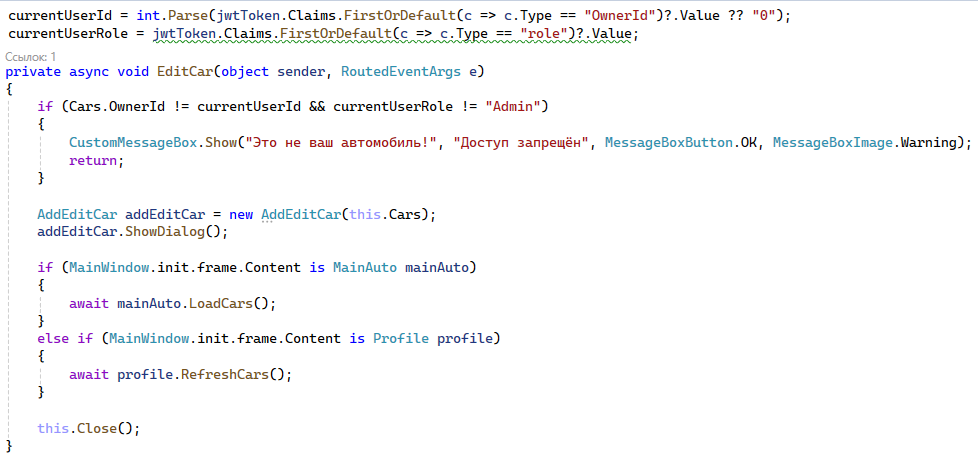 currentUserId = int.Parse(jwtToken.Claims.FirstOrDefault(c => c.Type == "OwnerId")?.Value ?? "0");
currentUserRole = jwtToken.Claims.FirstOrDefault(c => c.Type == "role")?.Value;
Ссылок: 1
private async void EditCar(object sender, RoutedEventArgs e)
{
    if (Cars.OwnerId != currentUserId && currentUserRole != "Admin")
    {
        CustomMessageBox.Show("Это не ваш автомобиль!", "Доступ запрещён", MessageBoxButton.OK, MessageBoxImage.Warning);
        return;
    }

    AddEditCar addEditCar = new AddEditCar(this.Cars);
    addEditCar.ShowDialog();

    if (MainWindow.init.frame.Content is MainAuto mainAuto)
    {
        await mainAuto.LoadCars();
    }
    else if (MainWindow.init.frame.Content is Profile profile)
    {
        await profile.RefreshCars();
    }

    this.Close();
}